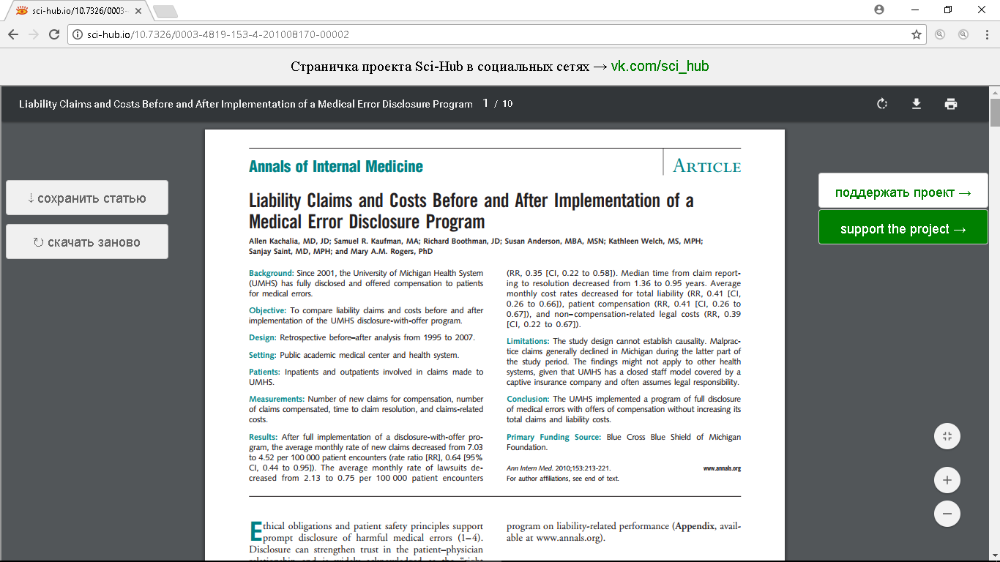 sci-hub.io/10.7326/0003-
sci-hub.io/10.7326/0003-4819-153-4-201008170-00002
Страничка проекта Sci-Hub в социальных сетях → vk.com/sci_hub
Liability Claims and Costs Before and After Implementation of a Medical Error Disclosure Program 1 / 10
↓ сохранить статью
↻ скачать заново
поддержать проект →
support the project →
Annals of Internal Medicine
ARTICLE
Liability Claims and Costs Before and After Implementation of a
Medical Error Disclosure Program
Allen Kachalia, MD, JD; Samuel R. Kaufman, MA; Richard Boothman, JD; Susan Anderson, MBA, MSN; Kathleen Welch, MS, MPH;
Sanjay Saint, MD, MPH; and Mary A.M. Rogers, PhD
Background: Since 2001, the University of Michigan Health System
(UMHS) has fully disclosed and offered compensation to patients
for medical errors.
Objective: To compare liability claims and costs before and after
implementation of the UMHS disclosure-with-offer program.
Design: Retrospective before–after analysis from 1995 to 2007.
Setting: Public academic medical center and health system.
Patients: Inpatients and outpatients involved in claims made to
UMHS.
Measurements: Number of new claims for compensation, number
of claims compensated, time to claim resolution, and claims-related
costs.
Results: After full implementation of a disclosure-with-offer pro-
gram, the average monthly rate of new claims decreased from 7.03
to 4.52 per 100 000 patient encounters (rate ratio [RR], 0.64 [95%
CI, 0.44 to 0.95]). The average monthly rate of lawsuits de-
creased from 2.13 to 0.75 per 100 000 patient encounters
(RR, 0.35 [CI, 0.22 to 0.58]). Median time from claim report-
ing to resolution decreased from 1.36 to 0.95 years. Average
monthly cost rates decreased for total liability (RR, 0.41 [CI,
0.26 to 0.66]), patient compensation (RR, 0.41 [CI, 0.26 to
0.67]), and non–compensation-related legal costs (RR, 0.39
[CI, 0.22 to 0.67]).
Limitations: The study design cannot establish causality. Malprac-
tice claims generally declined in Michigan during the latter part of
the study period. The findings might not apply to other health
systems, given that UMHS has a closed staff model covered by a
captive insurance company and often assumes legal responsibility.
Conclusion: The UMHS implemented a program of full disclosure
of medical errors with offers of compensation without increasing its
total claims and liability costs.
Primary Funding Source: Blue Cross Blue Shield of Michigan
Foundation.
Ann Intern Med. 2010;153:213-221. www.annals.org
For author affiliations, see end of text.
Ethical obligations and patient safety principles support
prompt disclosure of harmful medical errors (1–4).
Disclosure can strengthen trust in the patient–physician
program on liability-related performance (Appendix, avail-
able at www.annals.org).